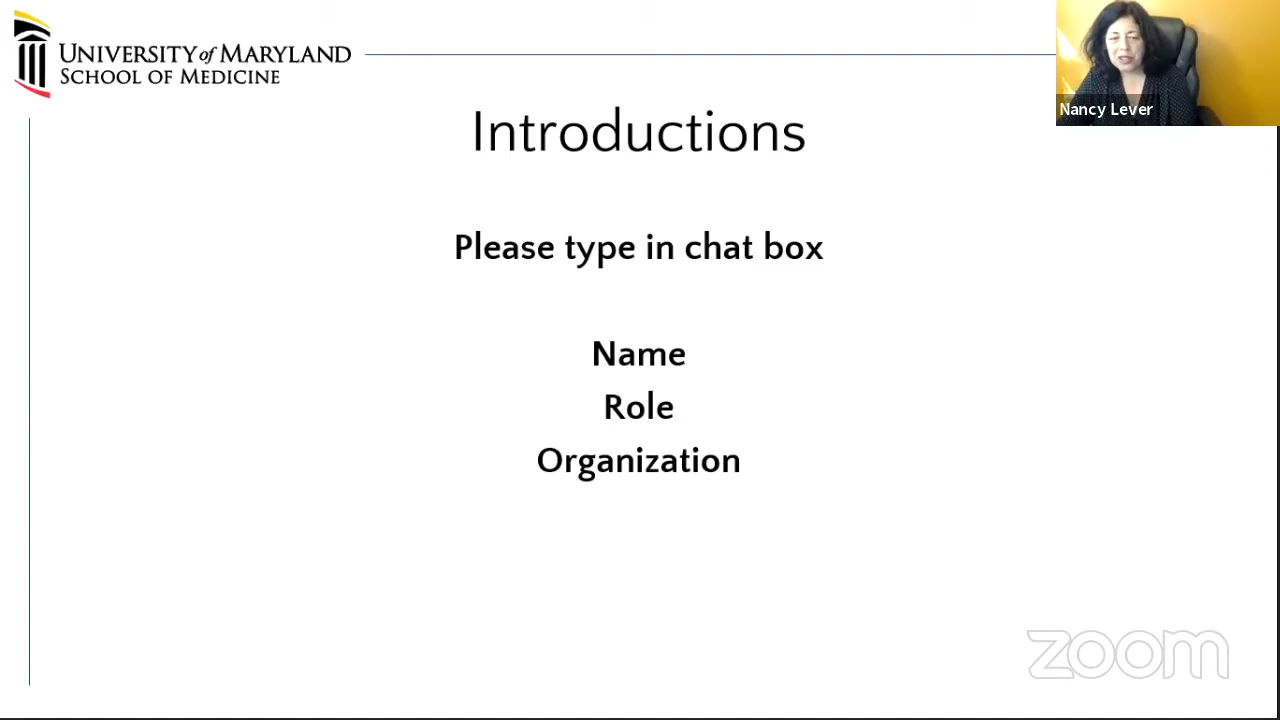 UNIVERSITY of MARYLAND
SCHOOL OF MEDICINE
Nancy Lever
Introductions
Please type in chat box
Name
Role
Organization
zoom